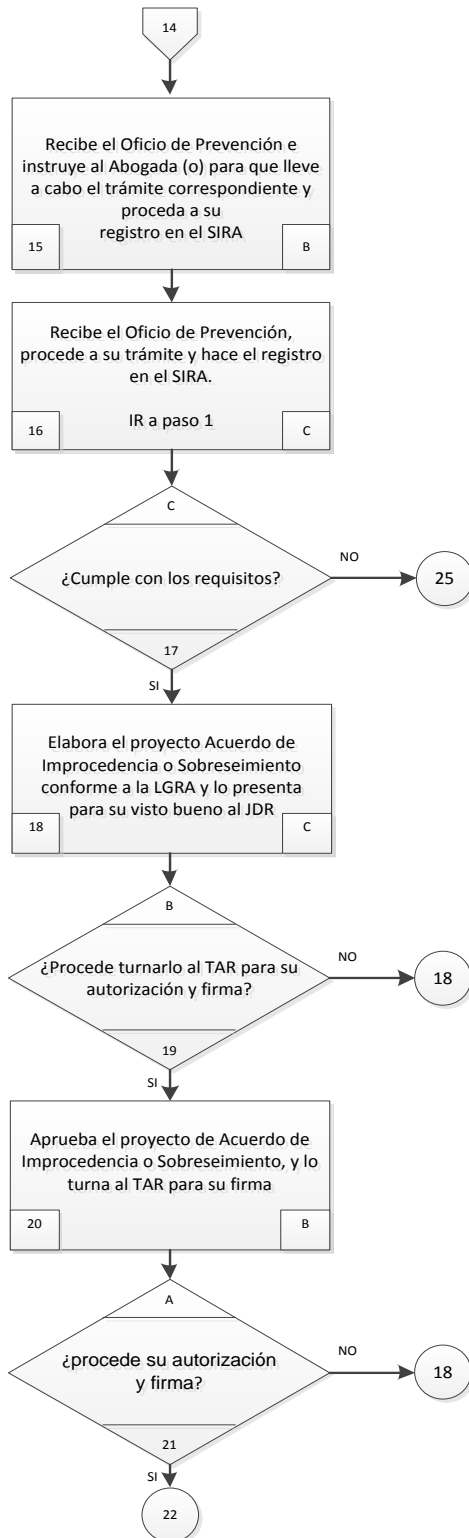 14
Recibe el Oficio de Prevención e
instruye al Abogada (o) para que lleve
a cabo el trámite correspondiente y
proceda a su
registro en el SIRA
15
B
Recibe el Oficio de Prevención,
procede a su trámite y hace el registro
en el SIRA.
IR a paso 1
16
C
C
¿Cumple con los requisitos?
NO
25
17
SI
Elabora el proyecto Acuerdo de
Improcedencia o Sobreseimiento
conforme a la LGRA y lo presenta
para su visto bueno al JDR
18
C
B
¿Procede turnarlo al TAR para su
autorización y firma?
NO
18
19
SI
Aprueba el proyecto de Acuerdo de
Improcedencia o Sobreseimiento, y lo
turna al TAR para su firma
20
B
A
¿procede su autorización
y firma?
NO
18
21
SI
22